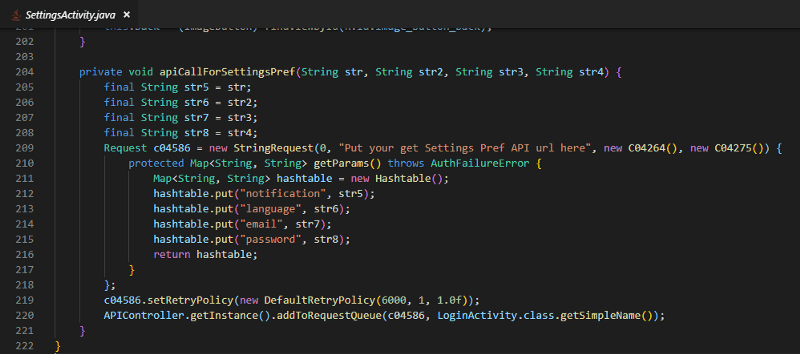 SettingsActivity.java ×
202 }
203
204 private void apiCallForSettingsPref(String str, String str2, String str3, String str4) {
205 final String str5 = str;
206 final String str6 = str2;
207 final String str7 = str3;
208 final String str8 = str4;
209 Request c04586 = new StringRequest(0, "Put your get Settings Pref API url here", new C04264(), new C04275()) {
210 protected Map<String, String> getParams() throws AuthFailureError {
211 Map<String, String> hashtable = new Hashtable();
212 hashtable.put("notification", str5);
213 hashtable.put("language", str6);
214 hashtable.put("email", str7);
215 hashtable.put("password", str8);
216 return hashtable;
217 }
218 };
219 c04586.setRetryPolicy(new DefaultRetryPolicy(6000, 1, 1.0f));
220 APIController.getInstance().addToRequestQueue(c04586, LoginActivity.class.getSimpleName());
221 }
222 }